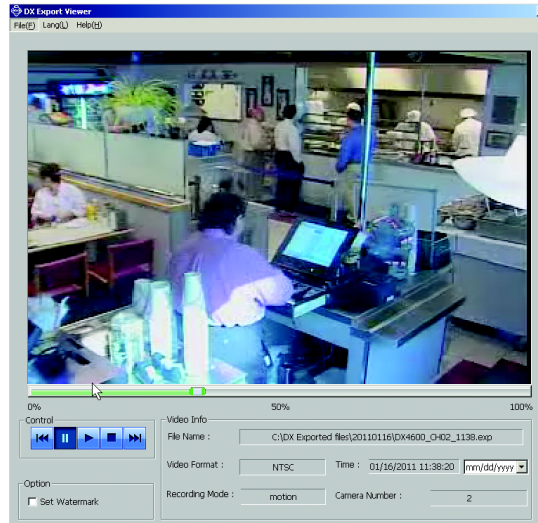 DX Export Viewer
File(F) Lang(L) Help(H)
0% 50% 100%
Control
Option
Set Watermark
Video Info
File Name : C:\DX Exported files\20110116\DX4600_CH02_1138.exp
Video Format : NTSC Time : 01/16/2011 11:38:20 mm/dd/yyyy
Recording Mode : motion Camera Number : 2